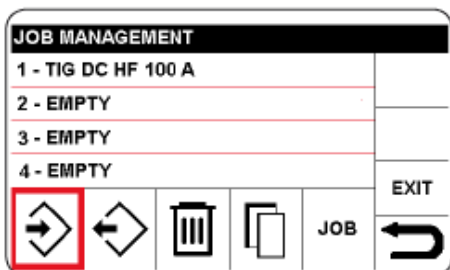 JOB MANAGEMENT
1 - TIG DC HF 100 A
2 - EMPTY
3 - EMPTY
4 - EMPTY
EXIT
JOB